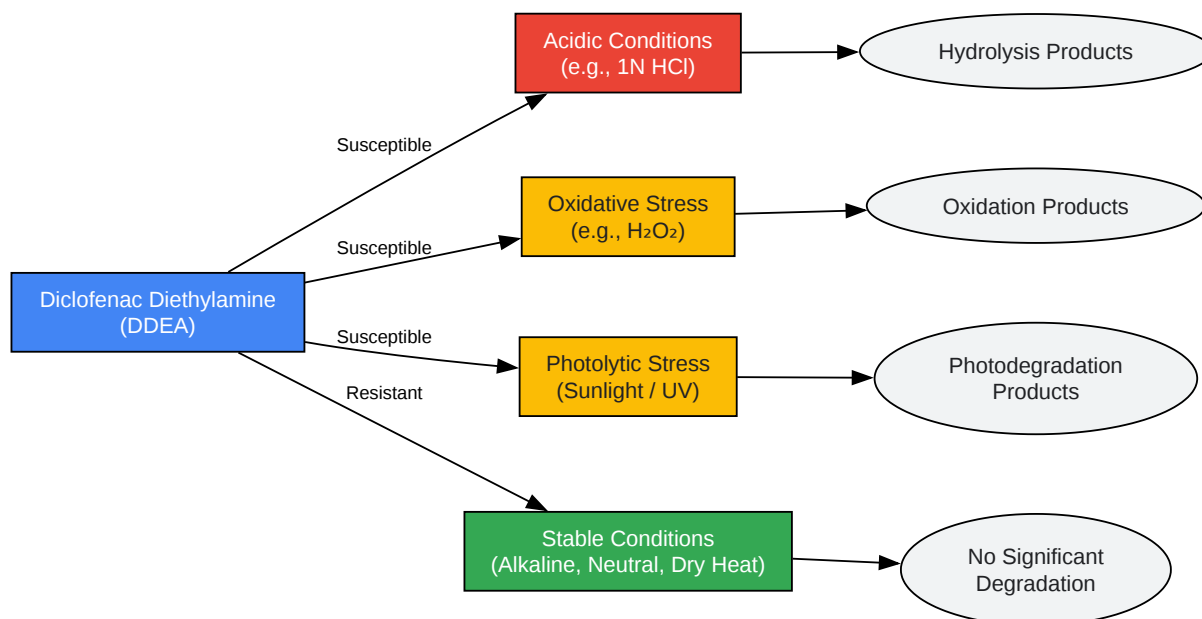 Acidic Conditions
(e.g., 1N HCl)
Hydrolysis Products
Susceptible
Oxidative Stress
(e.g., H₂O₂)
Oxidation Products
Susceptible
Diclofenac Diethylamine
(DDEA)
Susceptible
Photolytic Stress
(Sunlight / UV)
Photodegradation
Products
Resistant
Stable Conditions
(Alkaline, Neutral, Dry Heat)
No Significant
Degradation